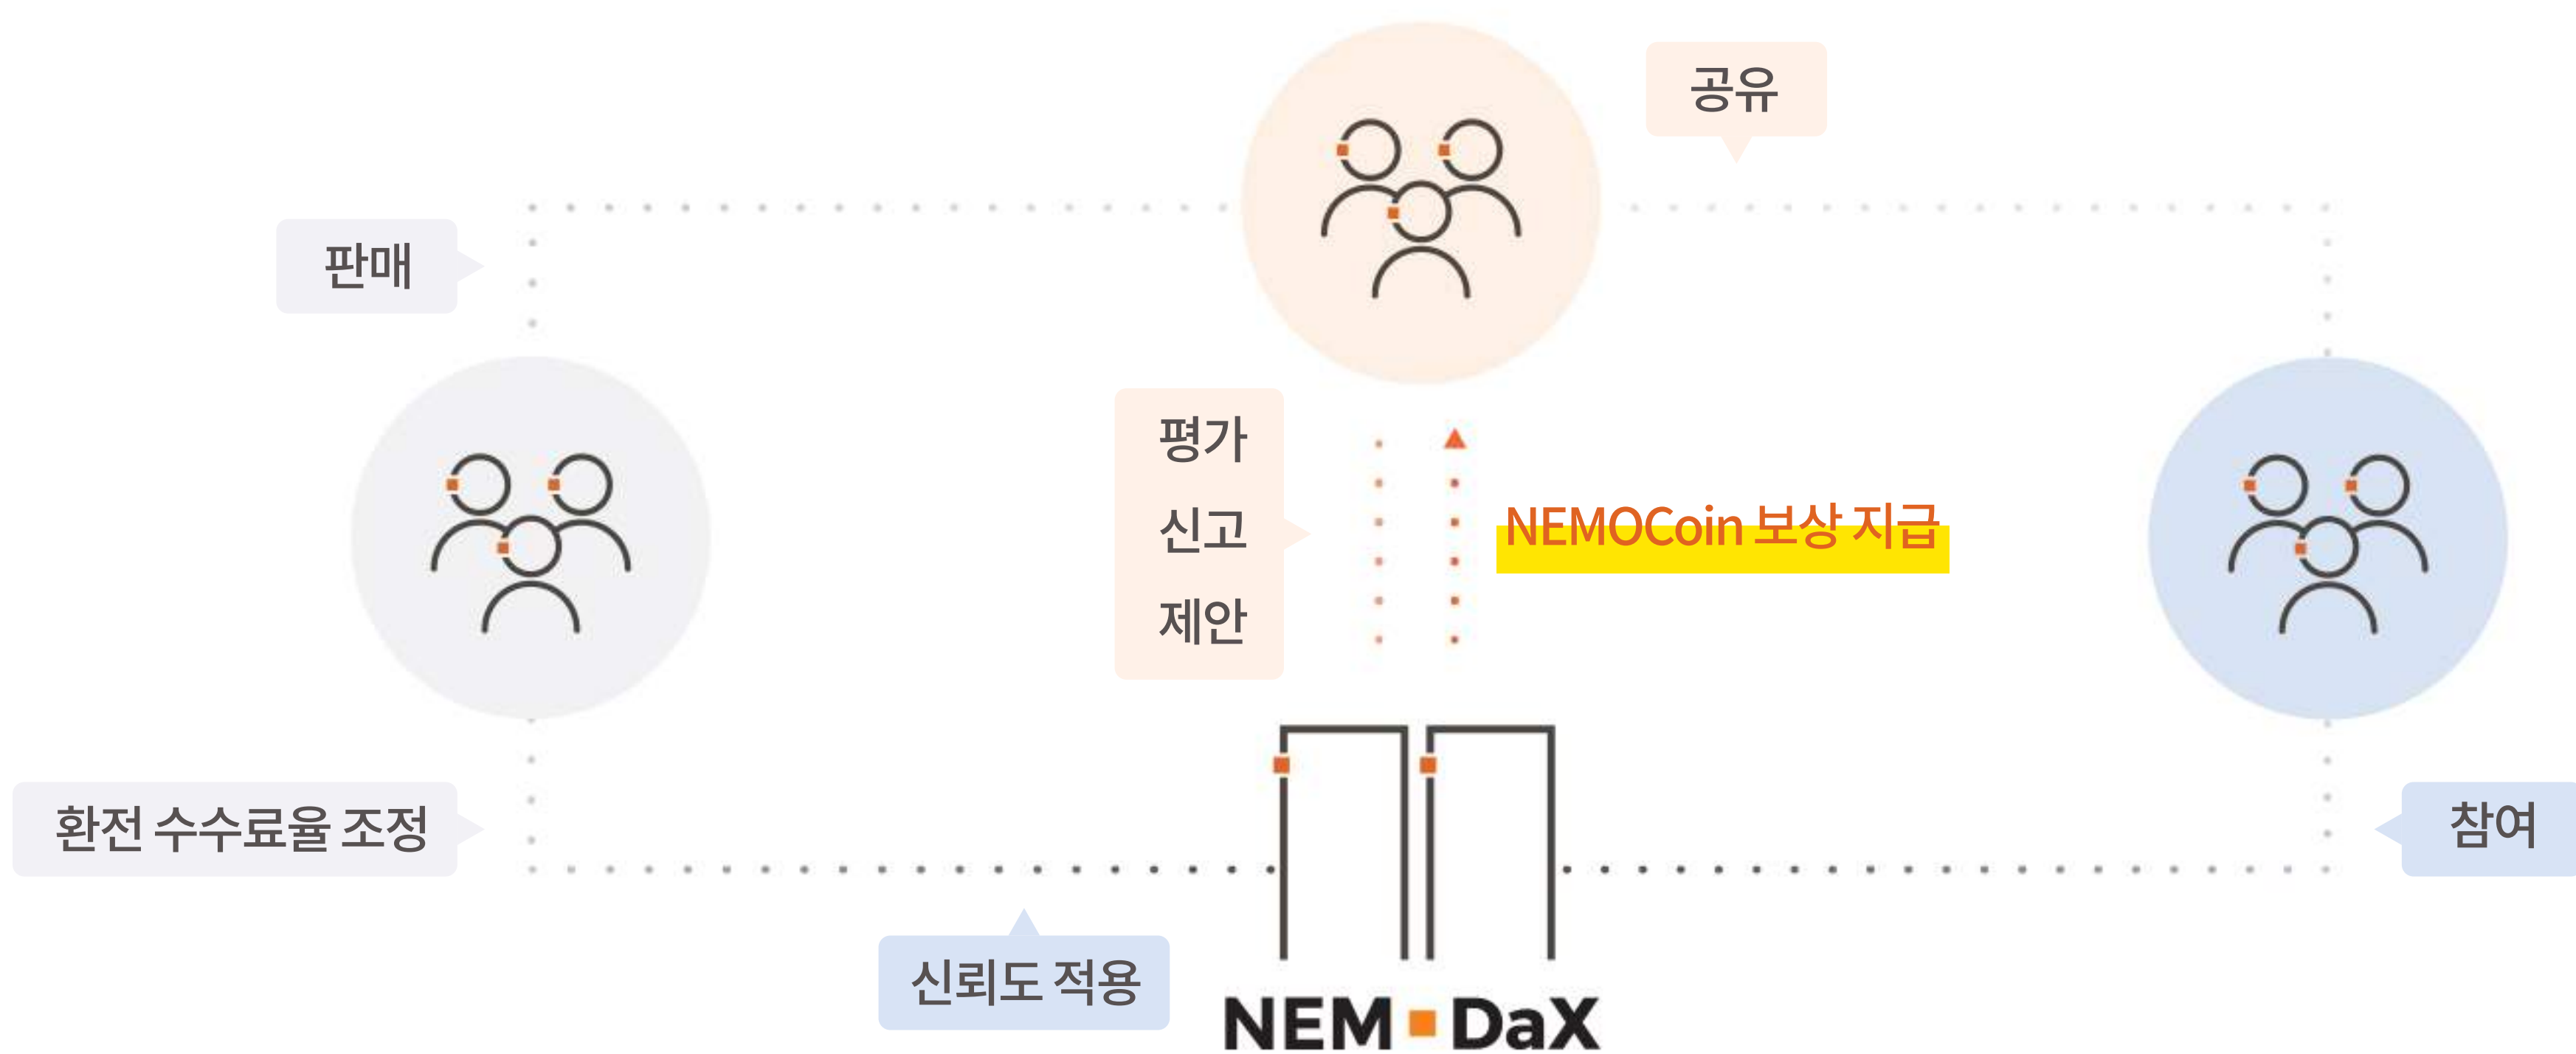 공유
판매
평가
신고
제안
NEMOCoin 보상 지급
환전 수수료율 조정
참여
신뢰도 적용
NEM▪DaX